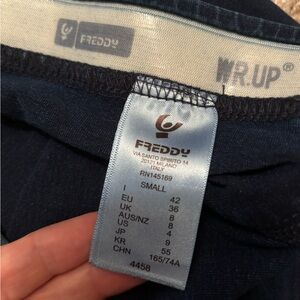 FREDDY
WR.UP®
FREDDY
VIA SANTO SPIRITO 14
20121 MILANO
ITALY
RN145169
SMALL
I 42
EU 36
UK 8
AUS/NZ 8
US 4
JP 9
KR 55
CHN 165/74A
4458